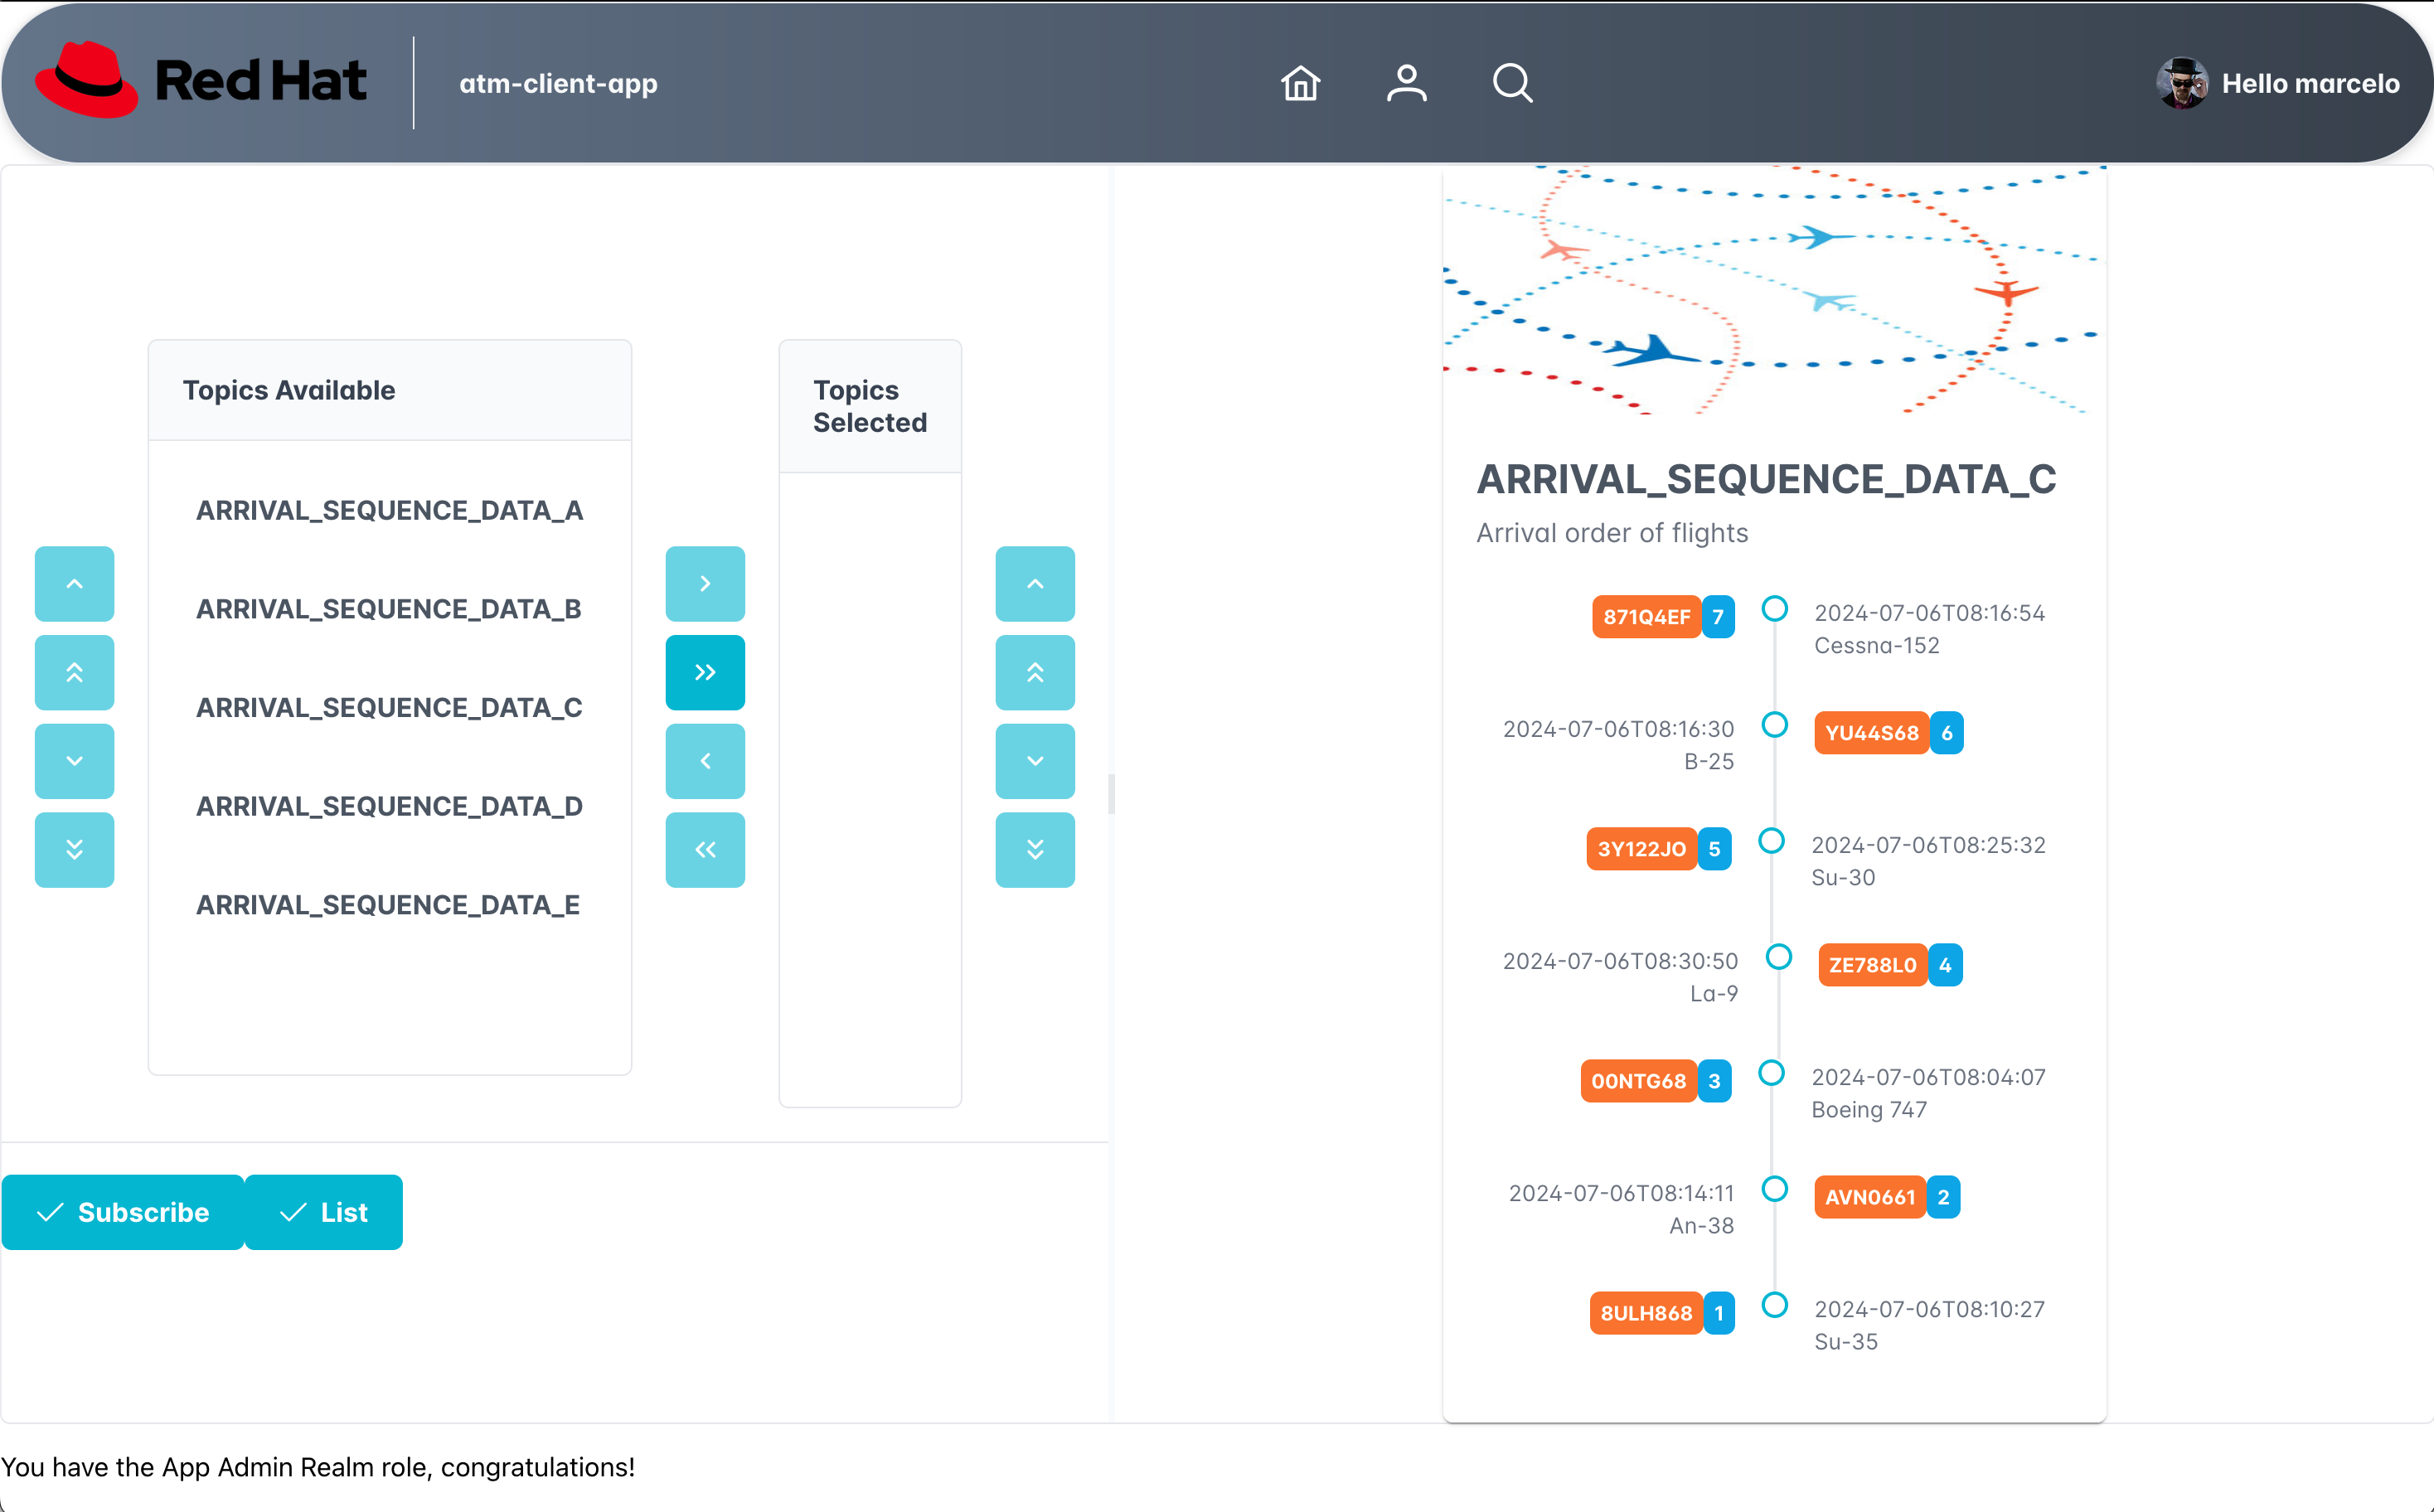 Red Hat
atm-client-app
Hello marcelo
Topics Available
ARRIVAL_SEQUENCE_DATA_A
ARRIVAL_SEQUENCE_DATA_B
ARRIVAL_SEQUENCE_DATA_C
ARRIVAL_SEQUENCE_DATA_D
ARRIVAL_SEQUENCE_DATA_E
Topics
Selected
Subscribe
List
ARRIVAL_SEQUENCE_DATA_C
Arrival order of flights
871Q4EF 7
2024-07-06T08:16:54
Cessna-152
2024-07-06T08:16:30
B-25
YU44S68 6
3Y122JO 5
2024-07-06T08:25:32
Su-30
2024-07-06T08:30:50
La-9
ZE788L0 4
00NTG68 3
2024-07-06T08:04:07
Boeing 747
2024-07-06T08:14:11
An-38
AVN0661 2
8ULH868 1
2024-07-06T08:10:27
Su-35
You have the App Admin Realm role, congratulations!